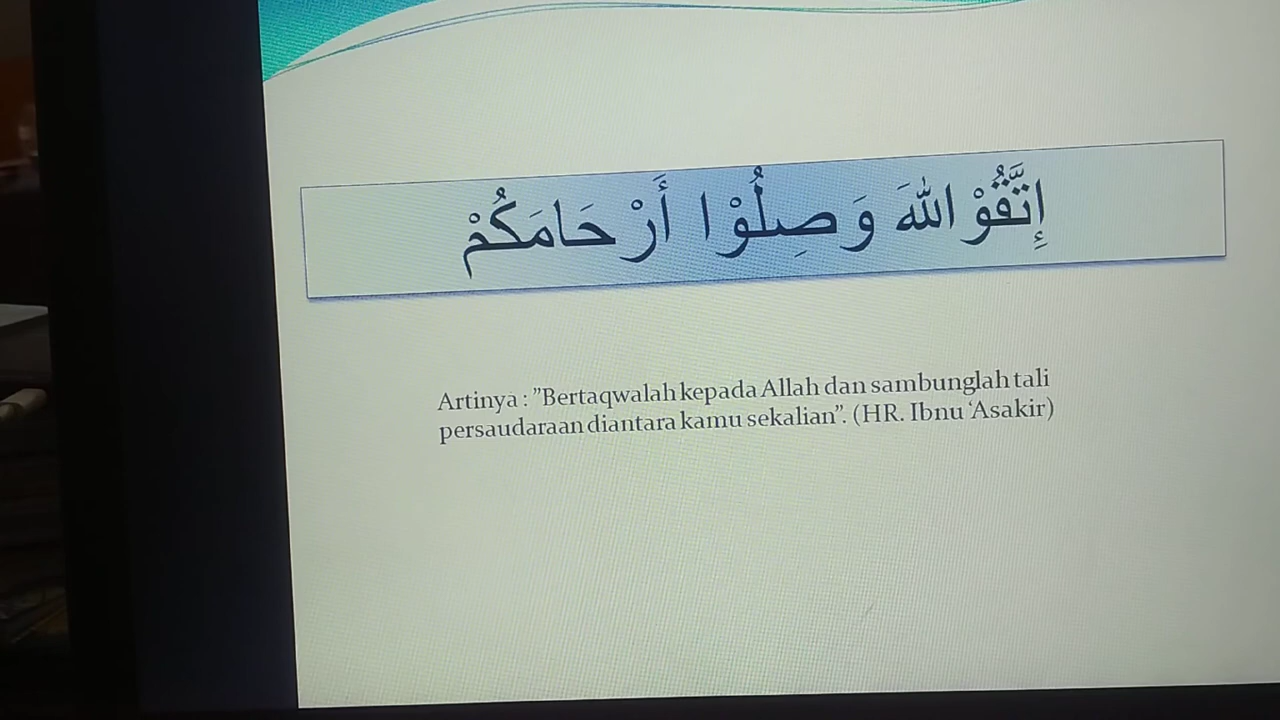 إِتَّقُوْ اللهَ وَصِلُوْا أَرْحَامَكُمْ
Artinya : ”Bertaqwalah kepada Allah dan sambunglah tali
persaudaraan diantara kamu sekalian”. (HR. Ibnu ‘Asakir)